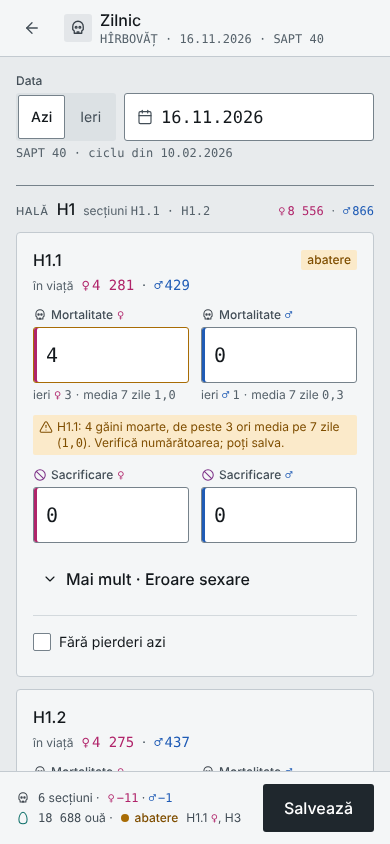 Zilnic
HÎRBOVĂȚ · 16.11.2026 · SAPT 40
Data
Azi Ieri 16.11.2026
SAPT 40 · ciclu din 10.02.2026
HALĂ H1 secțiuni H1.1 · H1.2 ♀8 556 · ♂866
H1.1 abatere
în viață ♀4 281 · ♂429
Mortalitate ♀ Mortalitate ♂
4 0
ieri ♀ 3 · media 7 zile 1,0 ieri ♂ 1 · media 7 zile 0,3
H1.1: 4 găini moarte, de peste 3 ori media pe 7 zile
(1,0). Verifică numărătoarea; poți salva.
Sacrificare ♀ Sacrificare ♂
0 0
Mai mult · Eroare sexare
Fără pierderi azi
H1.2
în viață ♀4 275 · ♂437
Mortalitate ♀ Mortalitate ♂
6 secțiuni · ♀−11 · ♂−1
18 688 ouă · abatere H1.1 ♀, H3
Salvează